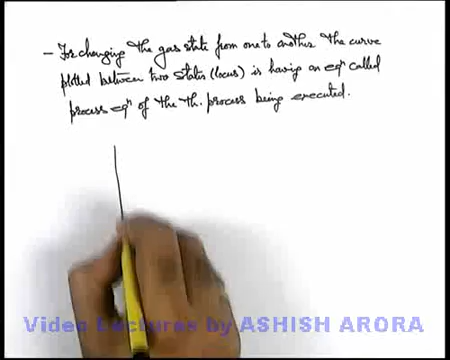 – For changing the gas state from one to another the curve
plotted between two states (locus) is having an eqⁿ called
process eqⁿ of the th. process being executed.
Video Lectures by ASHISH ARORA